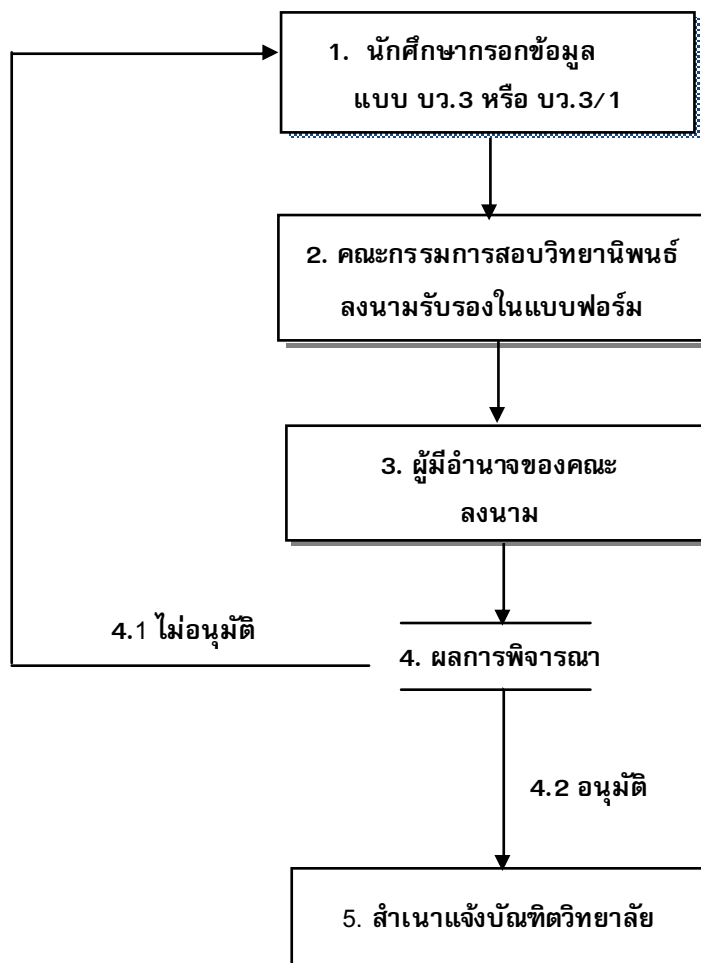 1. นักศึกษากรอกข้อมูล
แบบ บว.3 หรือ บว.3/1
2. คณะกรรมการสอบวิทยานิพนธ์
ลงนามรับรองในแบบฟอร์ม
3. ผู้มีอำนาจของคณะ
ลงนาม
4.1 ไม่อนุมัติ
4. ผลการพิจารณา
4.2 อนุมัติ
5. สำเนาแจ้งบัณฑิตวิทยาลัย